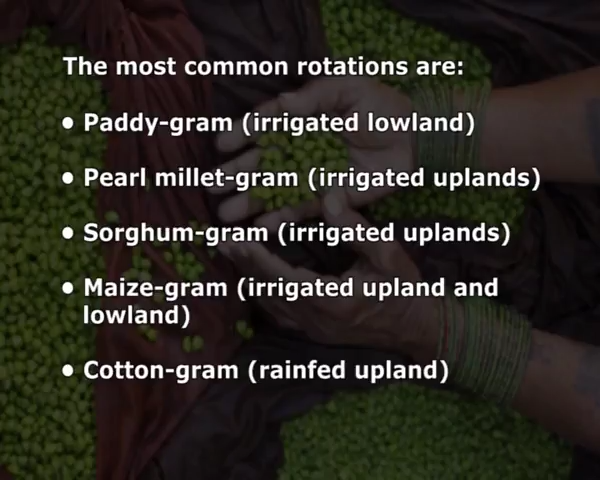 The most common rotations are:
• Paddy-gram (irrigated lowland)
• Pearl millet-gram (irrigated uplands)
• Sorghum-gram (irrigated uplands)
• Maize-gram (irrigated upland and
lowland)
• Cotton-gram (rainfed upland)